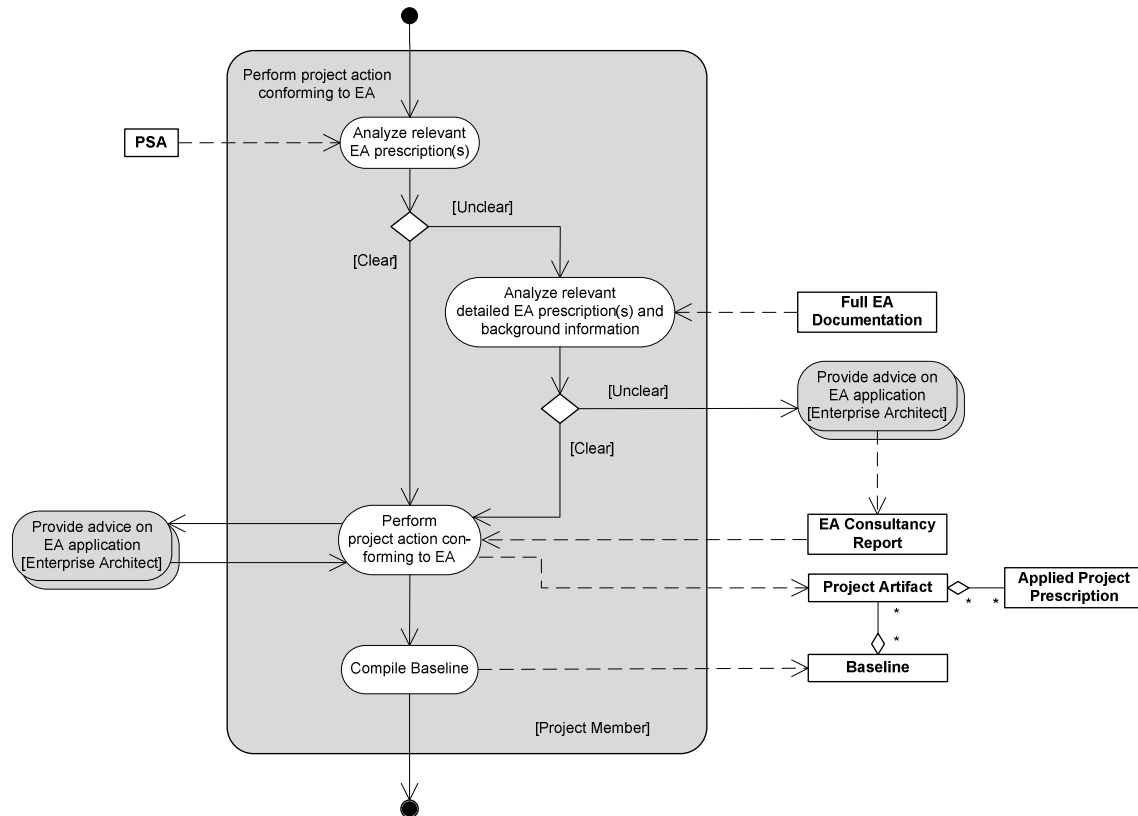 Perform project action
conforming to EA
PSA
Analyze relevant
EA prescription(s)
[Unclear]
[Clear]
Analyze relevant
detailed EA prescription(s) and
background information
Full EA
Documentation
[Unclear]
Provide advice on
EA application
[Enterprise Architect]
[Clear]
Provide advice on
EA application
[Enterprise Architect]
Perform
project action con-
forming to EA
EA Consultancy
Report
Project Artifact
* *
Applied Project
Prescription
*
*
Compile Baseline
Baseline
[Project Member]